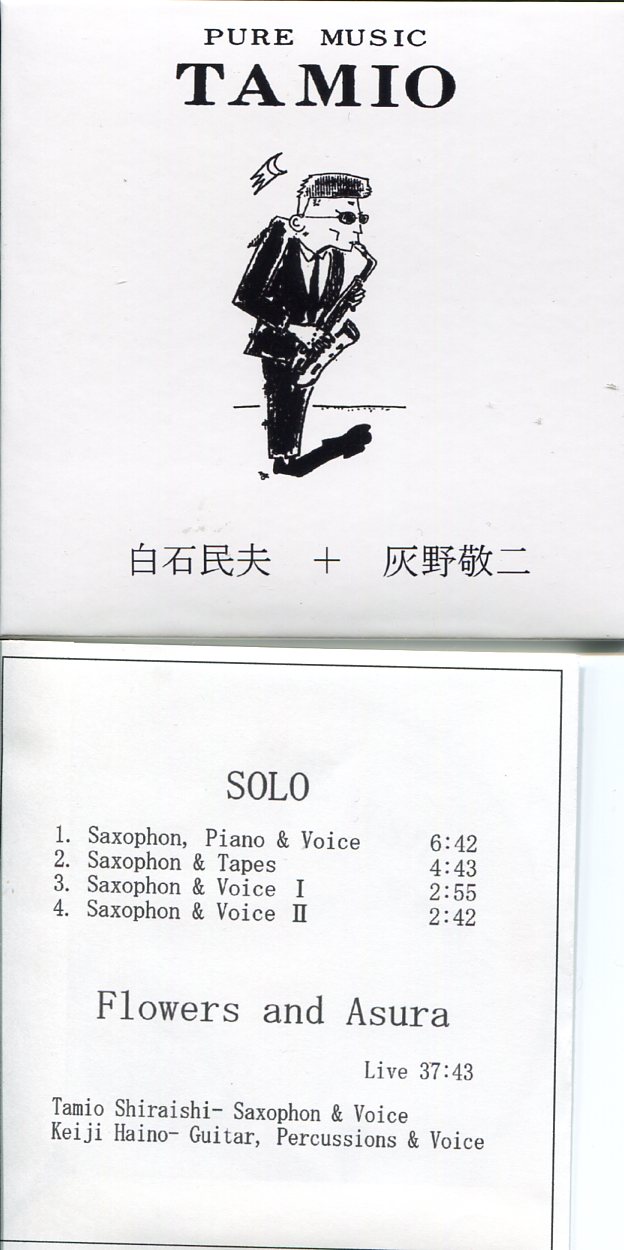 PURE MUSIC
TAMIO
白石民夫 + 灰野敬二
SOLO
1. Saxophon, Piano & Voice 6:42
2. Saxophon & Tapes 4:43
3. Saxophon & Voice Ⅰ 2:55
4. Saxophon & Voice Ⅱ 2:42
Flowers and Asura
Live 37:43
Tamio Shiraishi- Saxophon & Voice
Keiji Haino- Guitar, Percussions & Voice